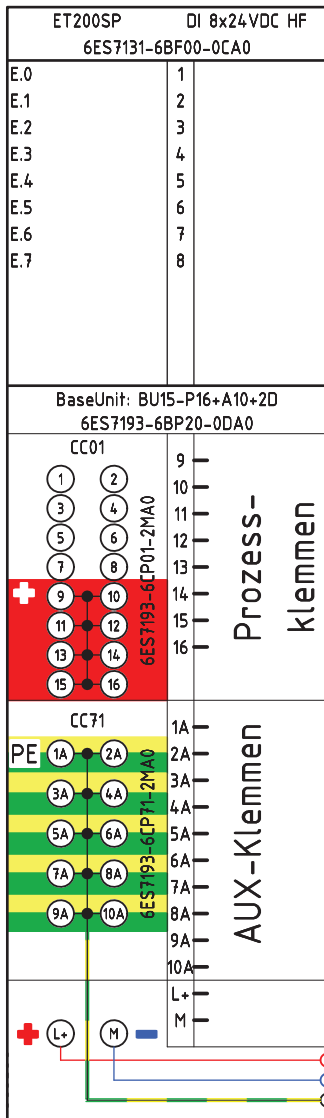 ET200SP DI 8x24VDC HF
6ES7131-6BF00-0CA0
E.0 1
E.1 2
E.2 3
E.3 4
E.4 5
E.5 6
E.6 7
E.7 8
BaseUnit: BU15-P16+A10+2D
6ES7193-6BP20-0DA0
CC01
1 2
3 4
5 6
7 8
9 10
11 12
13 14
15 16
6ES7193-6CP01-2MA0
9
10
11
12
13
14
15
16
Prozess-
klemmen
CC71
PE 1A 2A
3A 4A
5A 6A
7A 8A
9A 10A
6ES7193-6CP71-2MA0
1A
2A
3A
4A
5A
6A
7A
8A
9A
10A
AUX-Klemmen
L+
M
L+ M